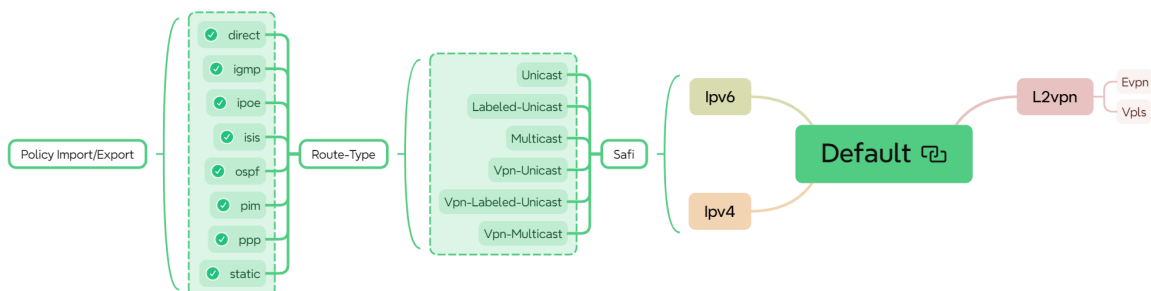 Policy Import/Export
direct
igmp
ipoe
isis
ospf
pim
ppp
static
Route-Type
Unicast
Labeled-Unicast
Multicast
Vpn-Unicast
Vpn-Labeled-Unicast
Vpn-Multicast
Safi
Ipv6
Ipv4
Default
L2vpn
Evpn
Vpls